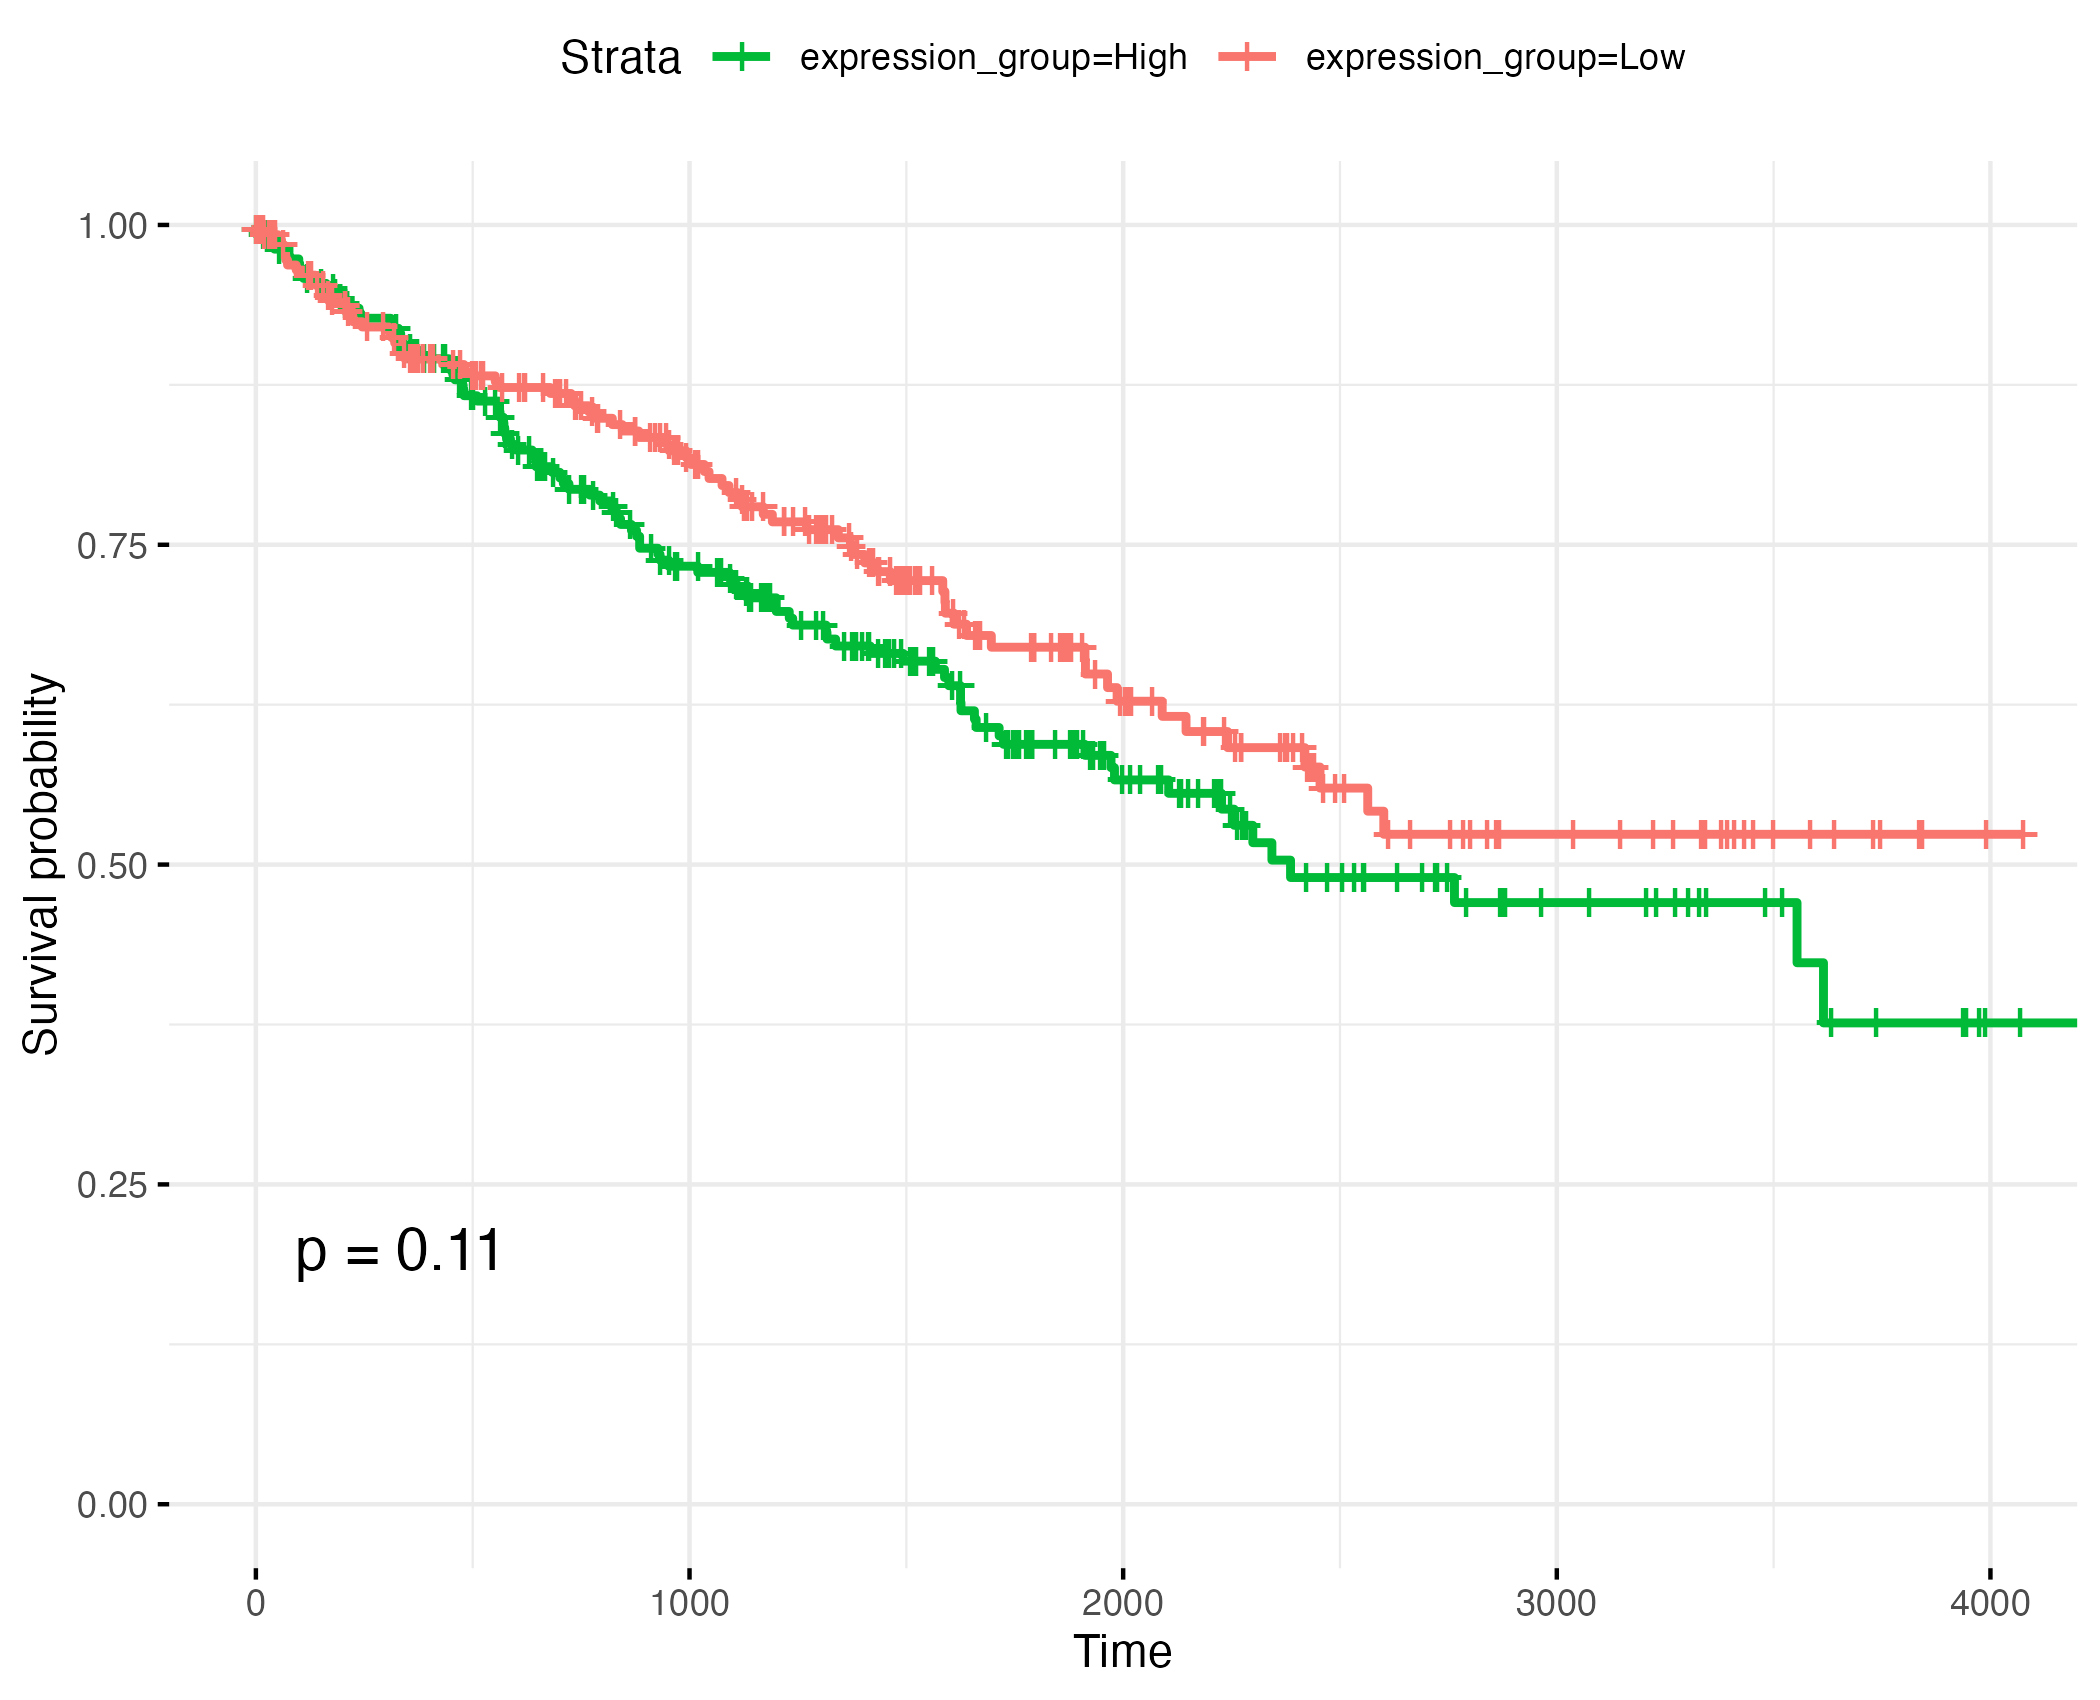 Strata expression_group=High expression_group=Low
1.00
0.75
0.50
0.25
0.00
Survival probability
p = 0.11
0 1000 2000 3000 4000
Time